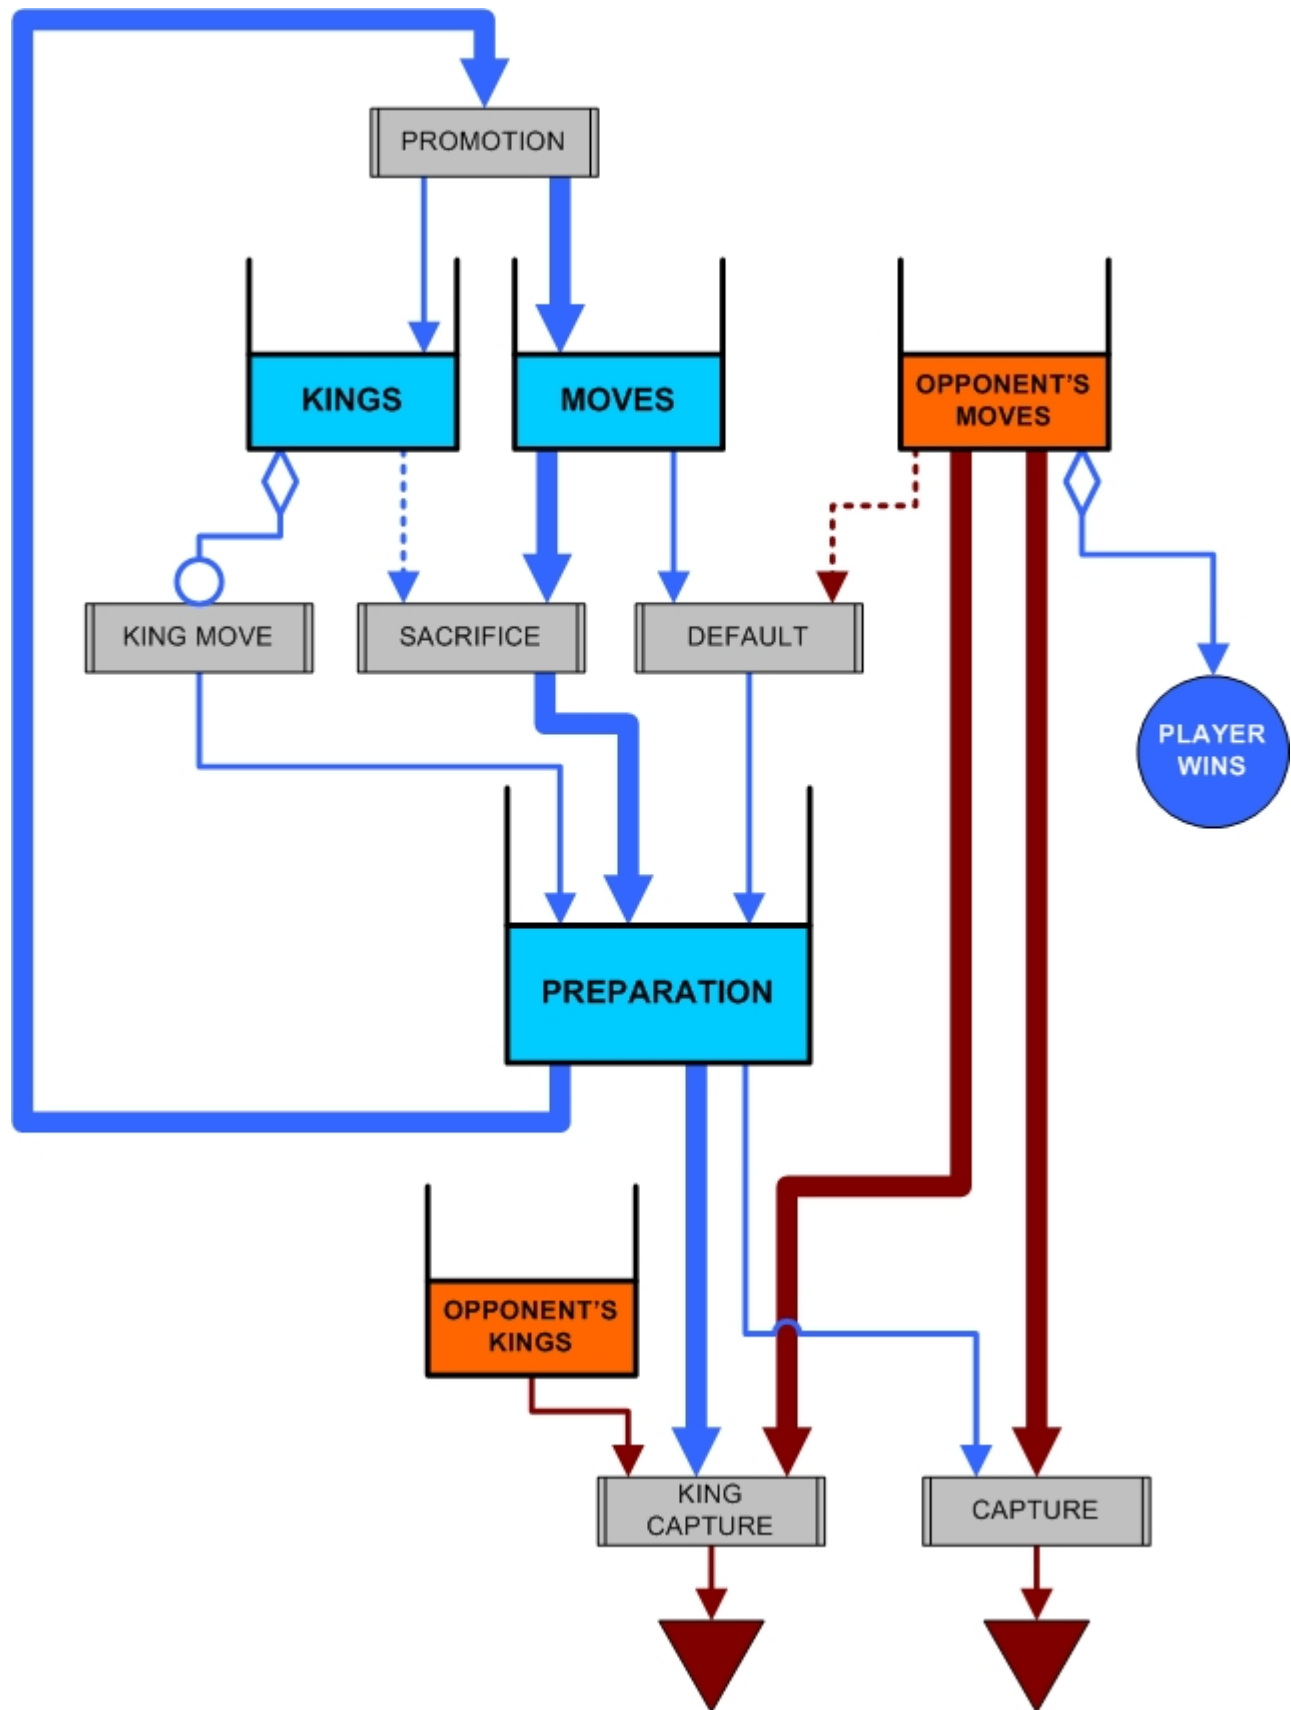 PROMOTION
KINGS
MOVES
OPPONENT'S
MOVES
KING MOVE
SACRIFICE
DEFAULT
PLAYER
WINS
PREPARATION
OPPONENT'S
KINGS
KING
CAPTURE
CAPTURE